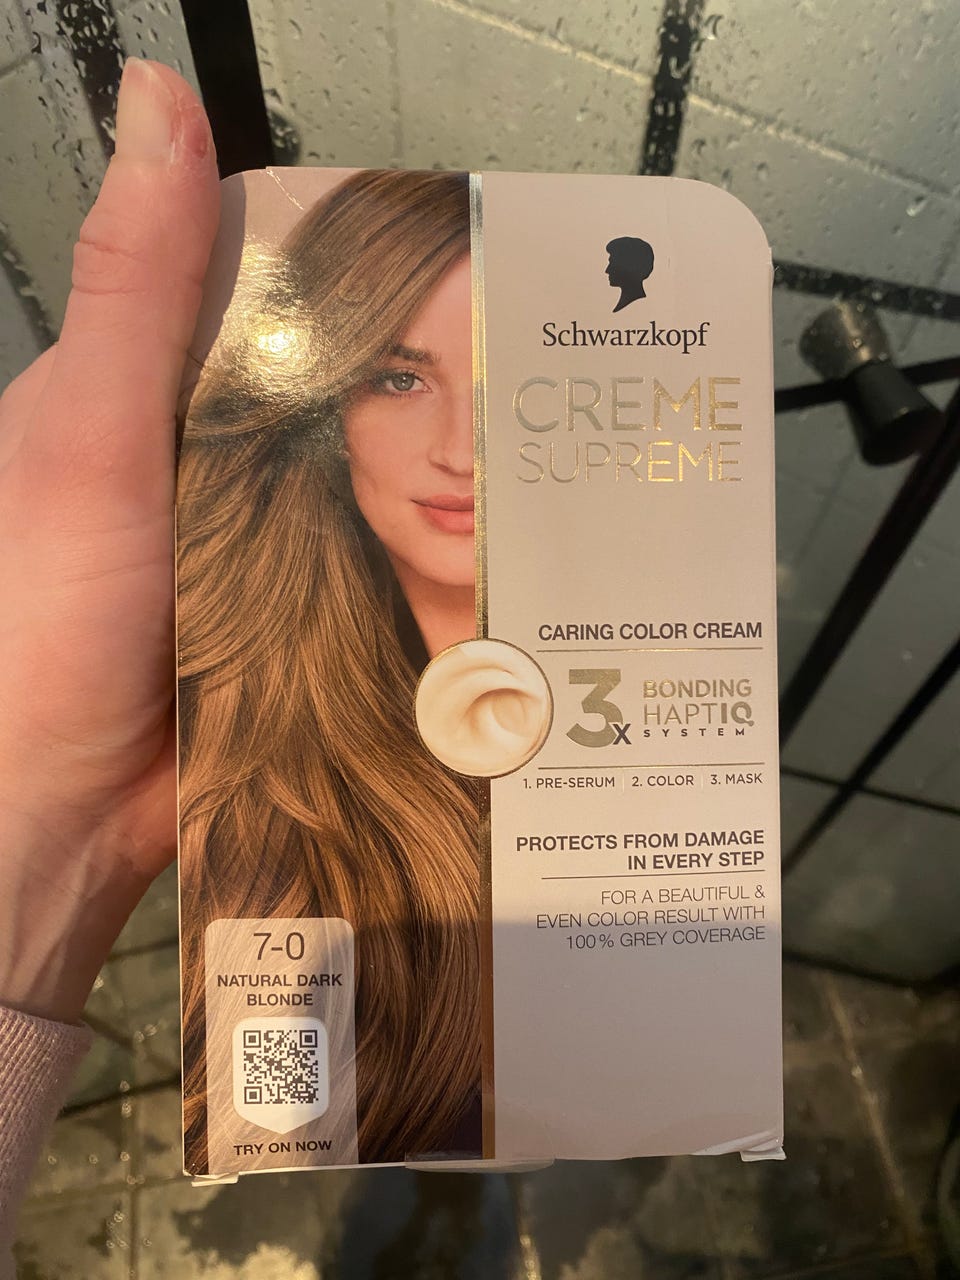 Schwarzkopf
CREME
SUPREME
CARING COLOR CREAM
3x
BONDING
HAPTIQ
SYSTEM
1. PRE-SERUM | 2. COLOR | 3. MASK
PROTECTS FROM DAMAGE
IN EVERY STEP
FOR A BEAUTIFUL &
EVEN COLOR RESULT WITH
100% GREY COVERAGE
7-0
NATURAL DARK
BLONDE
TRY ON NOW